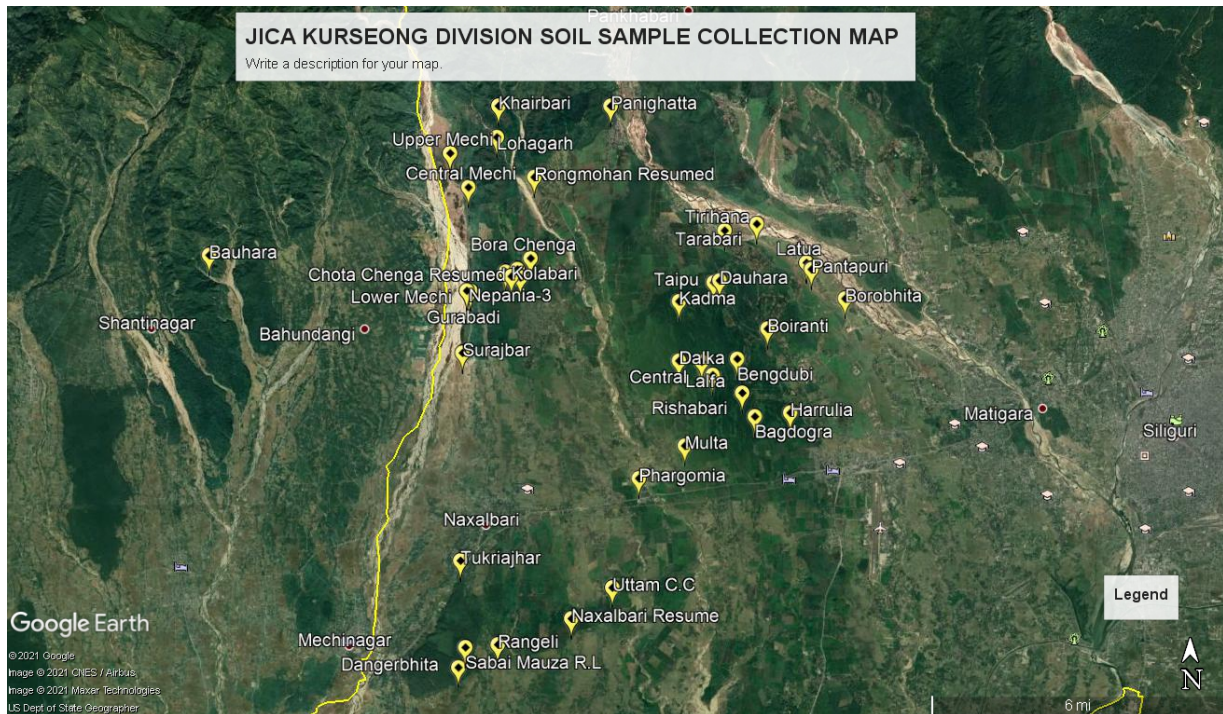 Pankhabari
JICA KURSEONG DIVISION SOIL SAMPLE COLLECTION MAP
Write a description for your map.
Khairbari
Panighatta
Upper Mechi
Lohagarh
Central Mechi
Rongmohan Resumed
Tirihana
Tarabari
Bora Chenga
Latua
Bauhara
Pantapuri
Chota Chenga Resumed
Kolabari
Taipu
Dauhara
Lower Mechi
Nepania-3
Kadma
Borobhita
Gurabadi
Shantinagar
Bahundangi
Boiranti
Surajbar
Dalka
Central
Lalfa
Bengdubi
Rishabari
Harrulia
Matigara
Bagdogra
Siliguri
Multa
Phargomia
Naxalbari
Tukriajhar
Uttam C.C
Legend
Naxalbari Resume
Google Earth
Mechinagar
Rangeli
Dangerbhita
Sabai Mauza R.L
© 2021 Google
Image © 2021 CNES / Airbus
Image © 2021 Maxar Technologies
US Dept of State Geographer
N
6 mi